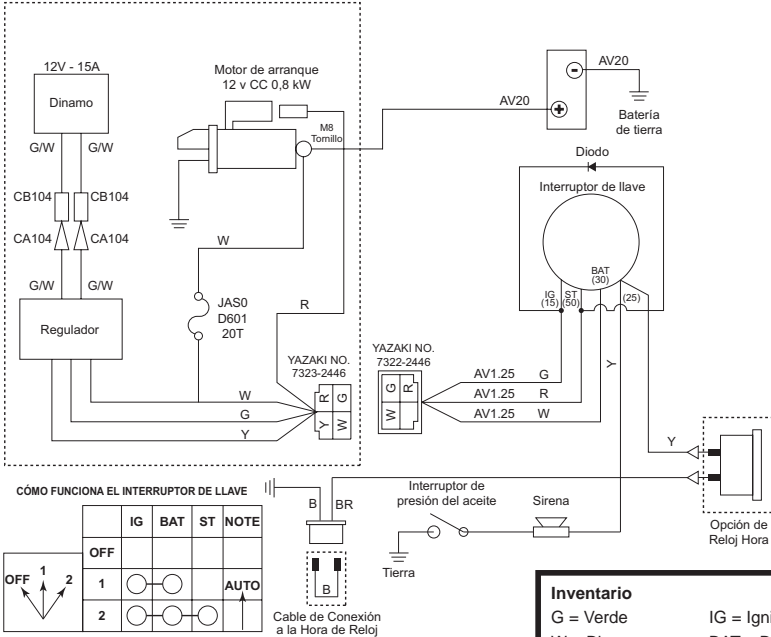 12V - 15A
Dinamo
G/W
G/W
CB104
CB104
CA104
CA104
G/W
G/W
Regulador
Motor de arranque
12 v CC 0,8 kW
M8
Tornillo
W
JAS0
D601
20T
R
YAZAKI NO.
7323-2446
R
G
Y
W
W
G
Y
AV20
AV20
Batería
de tierra
Diodo
Interruptor de llave
BAT
(30)
IG
(15)
ST
(50)
(25)
Y
YAZAKI NO.
7322-2446
G
R
W
AV1.25 G
AV1.25 R
AV1.25 W
Y
Opción de
Reloj Hora
CÓMO FUNCIONA EL INTERRUPTOR DE LLAVE
IG BAT ST NOTE
OFF
1 AUTO
2
OFF 1 2
B
BR
B
Cable de Conexión
a la Hora de Reloj
Interruptor de
presión del aceite
Sirena
Tierra
Inventario
G = Verde